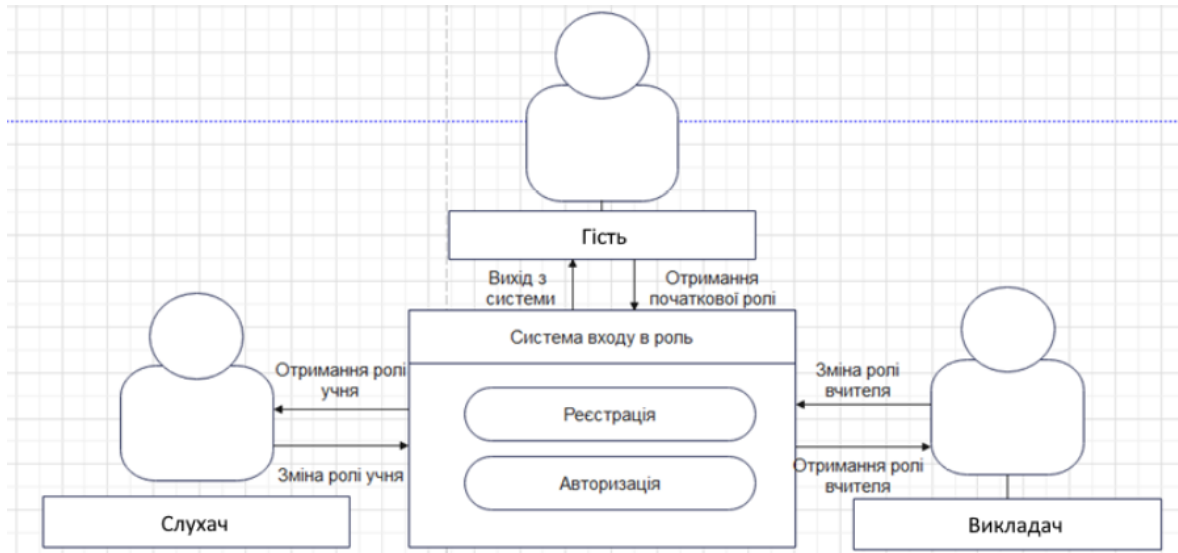 Гість
Вихід з
системи
Отримання
початкової ролі
Система входу в роль
Отримання ролі
учня
Зміна ролі
вчителя
Реєстрація
Зміна ролі учня
Авторизація
Отримання ролі
вчителя
Слухач
Викладач